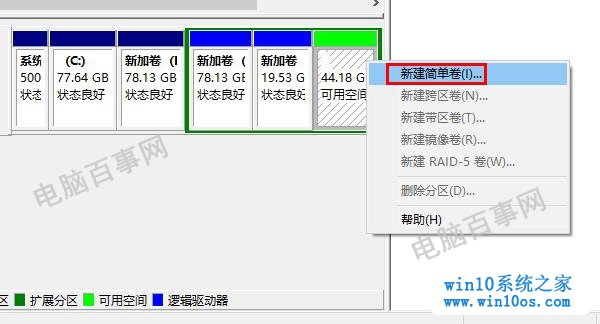 系统 (C:) 新加卷 (I 新加卷 ( 新加卷 (
500 77.64 GB 78.13 GB 78.13 GB 19.53 G 44.18 G
状态 状态良好 状态良好 状态良好 状态良 可用空间
新建简单卷(I)...
新建跨区卷(N)...
新建带区卷(T)...
新建镜像卷(R)...
新建 RAID-5 卷(W)...
删除分区(D)...
帮助(H)
电脑百事网
电脑百事网
区 扩展分区 可用空间 逻辑驱动器
win10系统之家
www.win10os.com